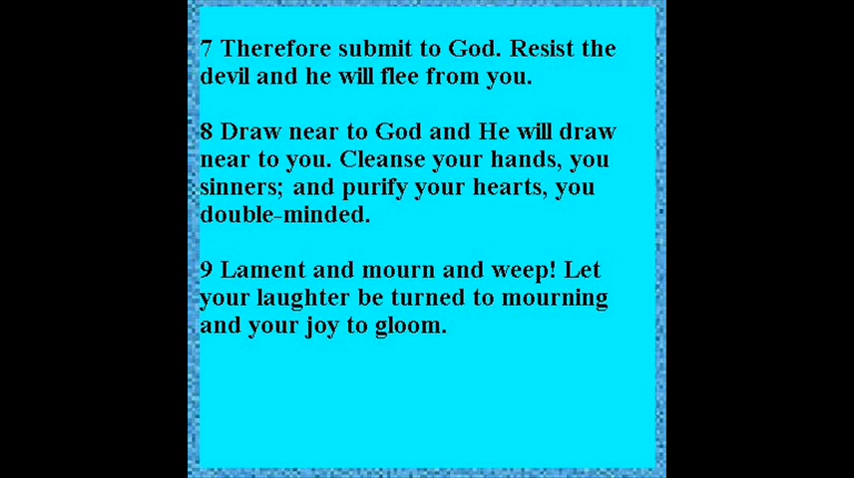 7 Therefore submit to God. Resist the
devil and he will flee from you.
8 Draw near to God and He will draw
near to you. Cleanse your hands, you
sinners; and purify your hearts, you
double-minded.
9 Lament and mourn and weep! Let
your laughter be turned to mourning
and your joy to gloom.